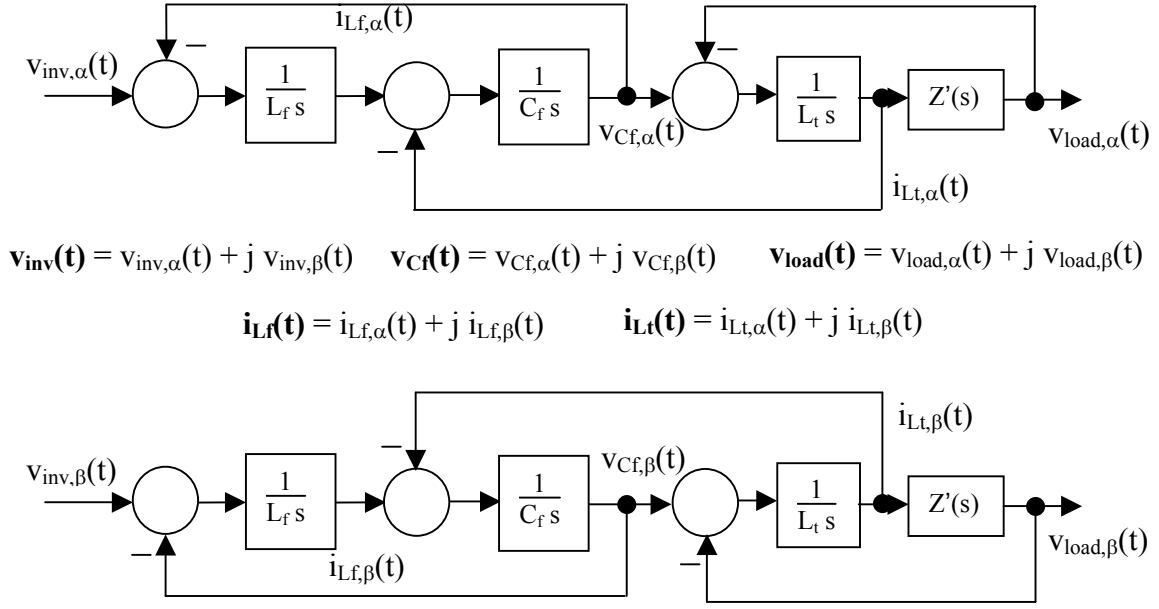 i_Lf,α(t)
v_inv,α(t)
1 / L_f s
1 / C_f s
1 / L_t s
Z'(s)
v_Cf,α(t)
v_load,α(t)
i_Lt,α(t)
v_inv(t) = v_inv,α(t) + j v_inv,β(t) v_Cf(t) = v_Cf,α(t) + j v_Cf,β(t) v_load(t) = v_load,α(t) + j v_load,β(t)
i_Lf(t) = i_Lf,α(t) + j i_Lf,β(t) i_Lt(t) = i_Lt,α(t) + j i_Lt,β(t)
i_Lt,β(t)
v_inv,β(t)
v_Cf,β(t)
1 / L_f s
1 / C_f s
1 / L_t s
Z'(s)
v_load,β(t)
i_Lf,β(t)